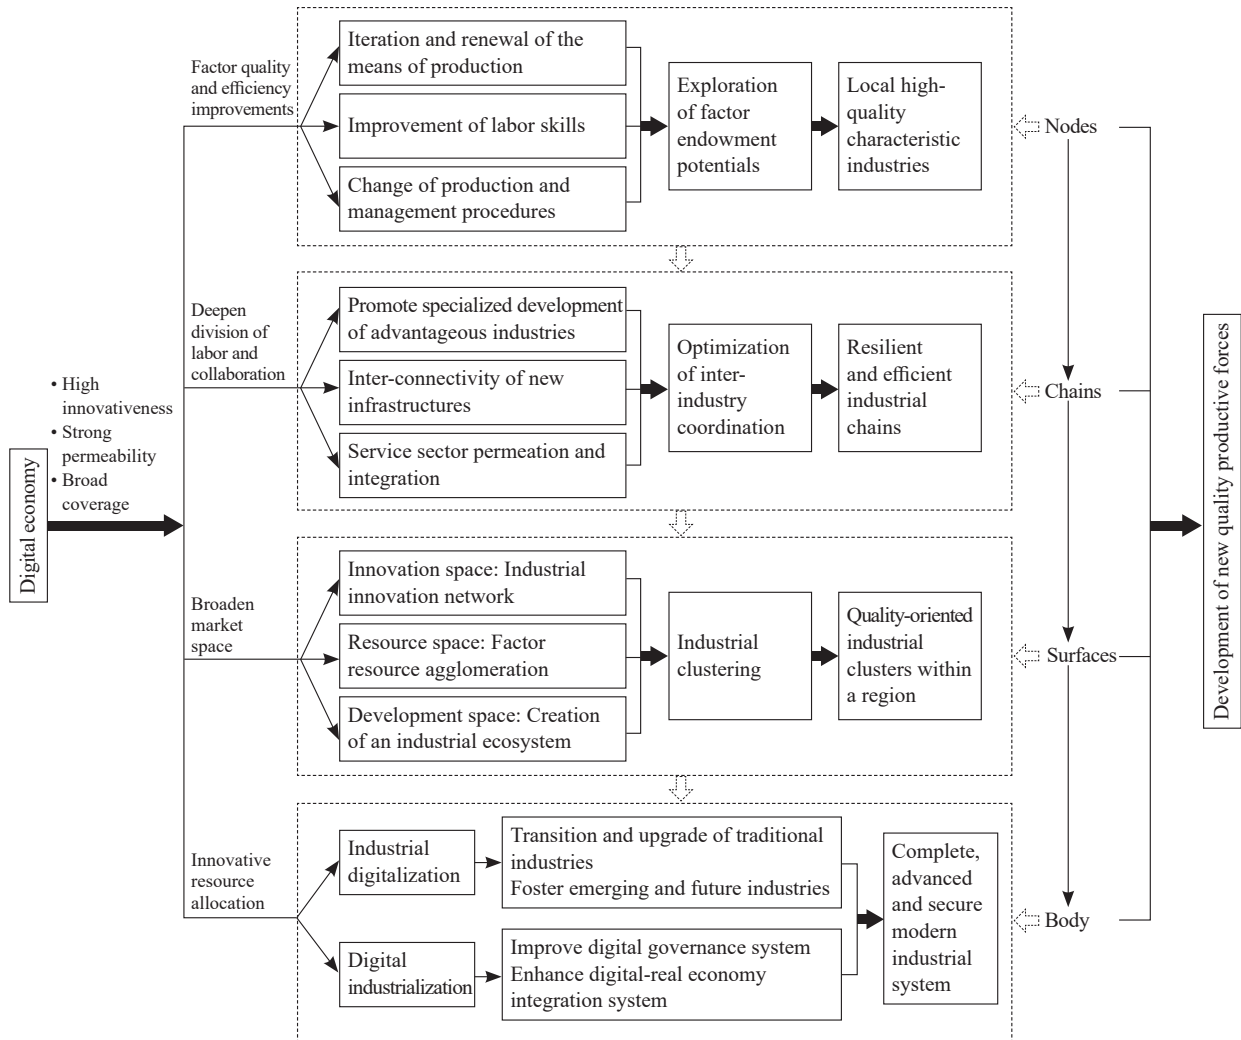 Digital economy
• High
innovativeness
• Strong
permeability
• Broad
coverage
Factor quality
and efficiency
improvements
Iteration and renewal of the
means of production
Improvement of labor skills
Change of production and
management procedures
Exploration
of factor
endowment
potentials
Local high-
quality
characteristic
industries
Nodes
Deepen
division of
labor and
collaboration
Promote specialized development
of advantageous industries
Inter-connectivity of new
infrastructures
Service sector permeation and
integration
Optimization
of inter-
industry
coordination
Resilient
and efficient
industrial
chains
Chains
Broaden
market
space
Innovation space: Industrial
innovation network
Resource space: Factor
resource agglomeration
Development space: Creation
of an industrial ecosystem
Industrial
clustering
Quality-oriented
industrial
clusters within
a region
Surfaces
Innovative
resource
allocation
Industrial
digitalization
Transition and upgrade of traditional
industries
Foster emerging and future industries
Digital
industrialization
Improve digital governance system
Enhance digital-real economy
integration system
Complete,
advanced
and secure
modern
industrial
system
Body
Development of new quality productive forces